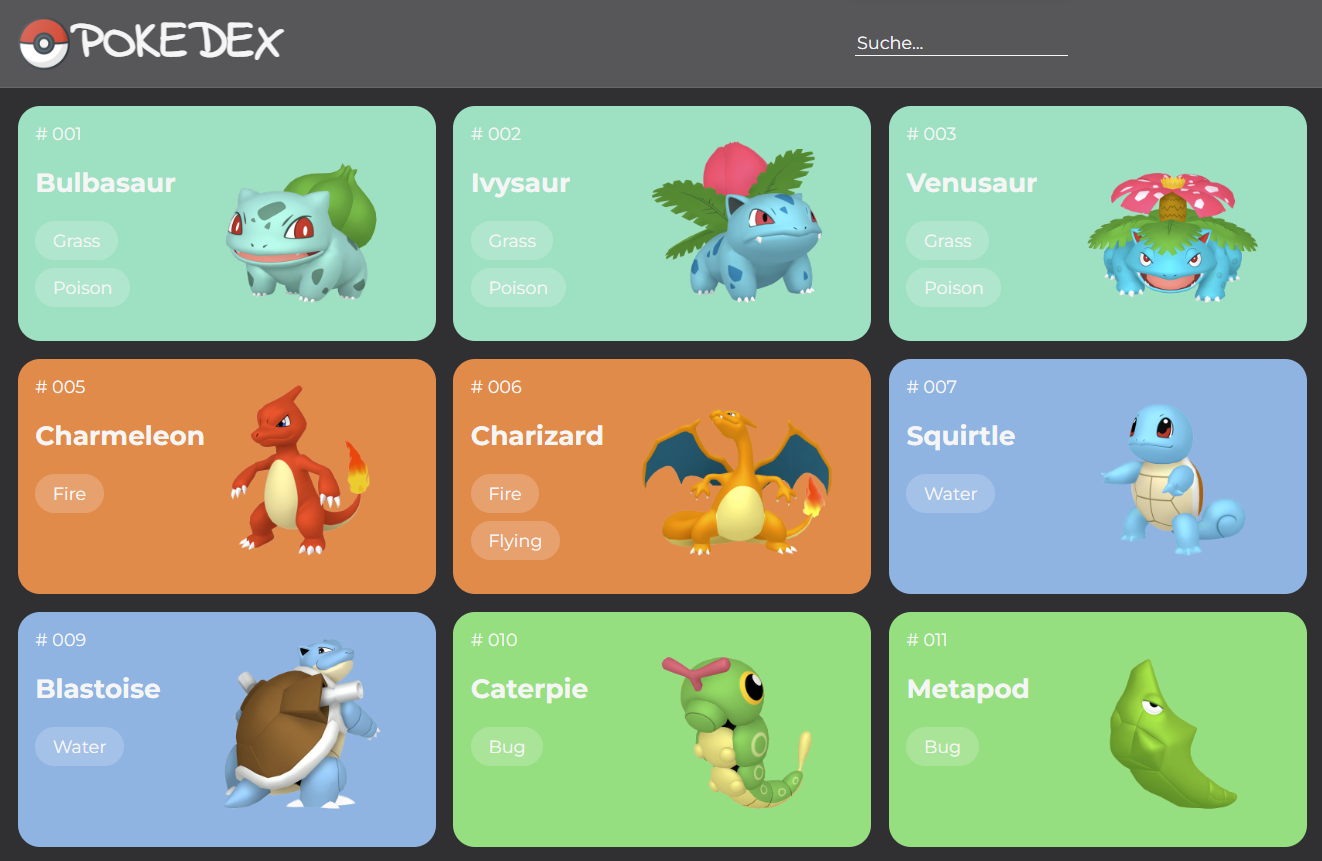 POKEDEX
Suche...
# 001
Bulbasaur
Grass
Poison
# 002
Ivysaur
Grass
Poison
# 003
Venusaur
Grass
Poison
# 005
Charmeleon
Fire
# 006
Charizard
Fire
Flying
# 007
Squirtle
Water
# 009
Blastoise
Water
# 010
Caterpie
Bug
# 011
Metapod
Bug